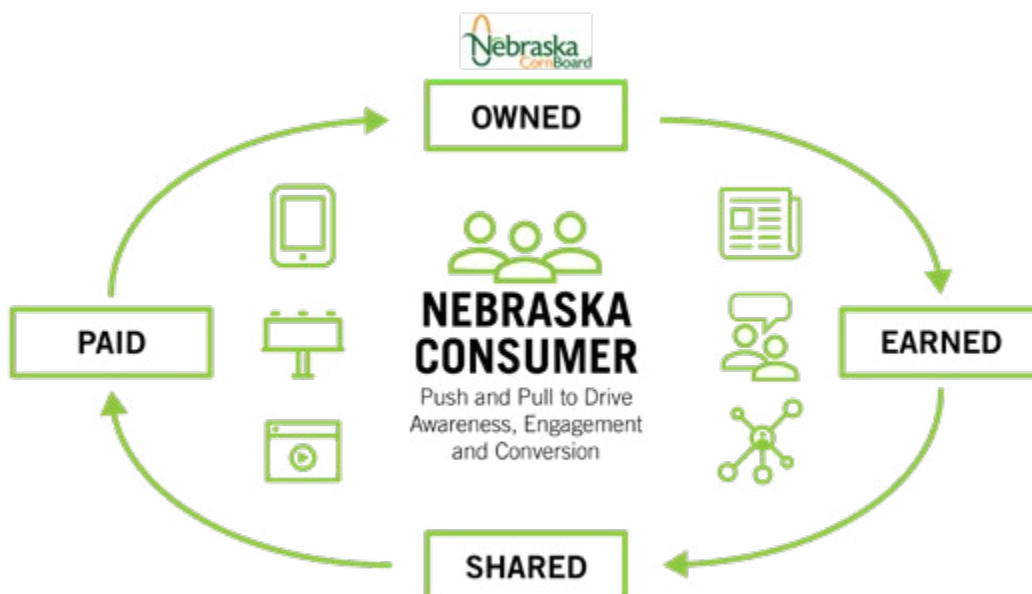 Nebraska
CornBoard
OWNED
PAID
NEBRASKA
CONSUMER
Push and Pull to Drive
Awareness, Engagement
and Conversion
EARNED
SHARED